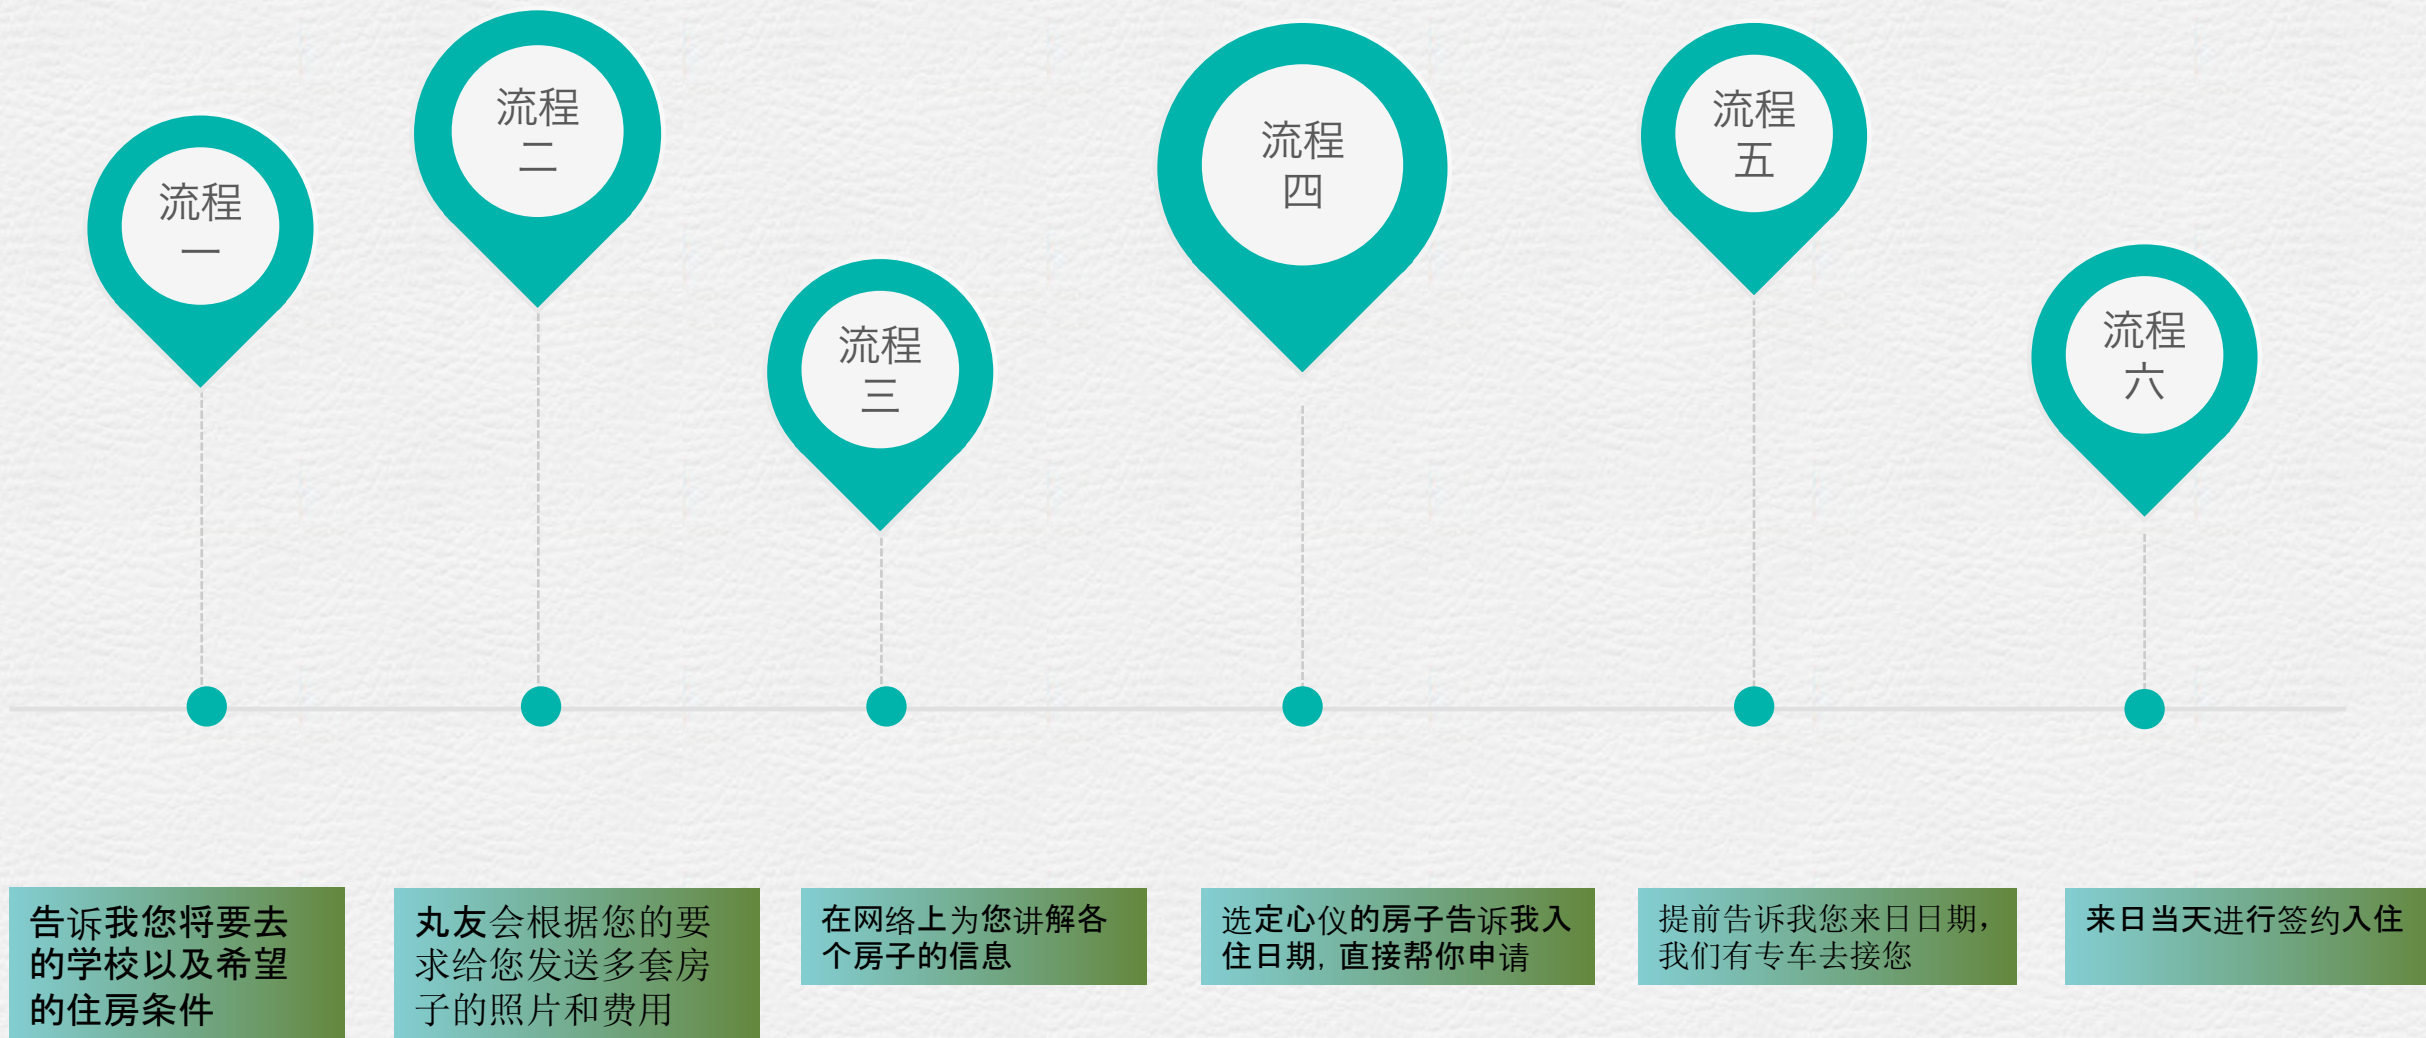 流程
一
流程
二
流程
三
流程
四
流程
五
流程
六
告诉我您将要去
的学校以及希望
的住房条件
丸友会根据您的要
求给您发送多套房
子的照片和费用
在网络上为您讲解各
个房子的信息
选定心仪的房子告诉我入
住日期，直接帮你申请
提前告诉我您来日日期，
我们有专车去接您
来日当天进行签约入住